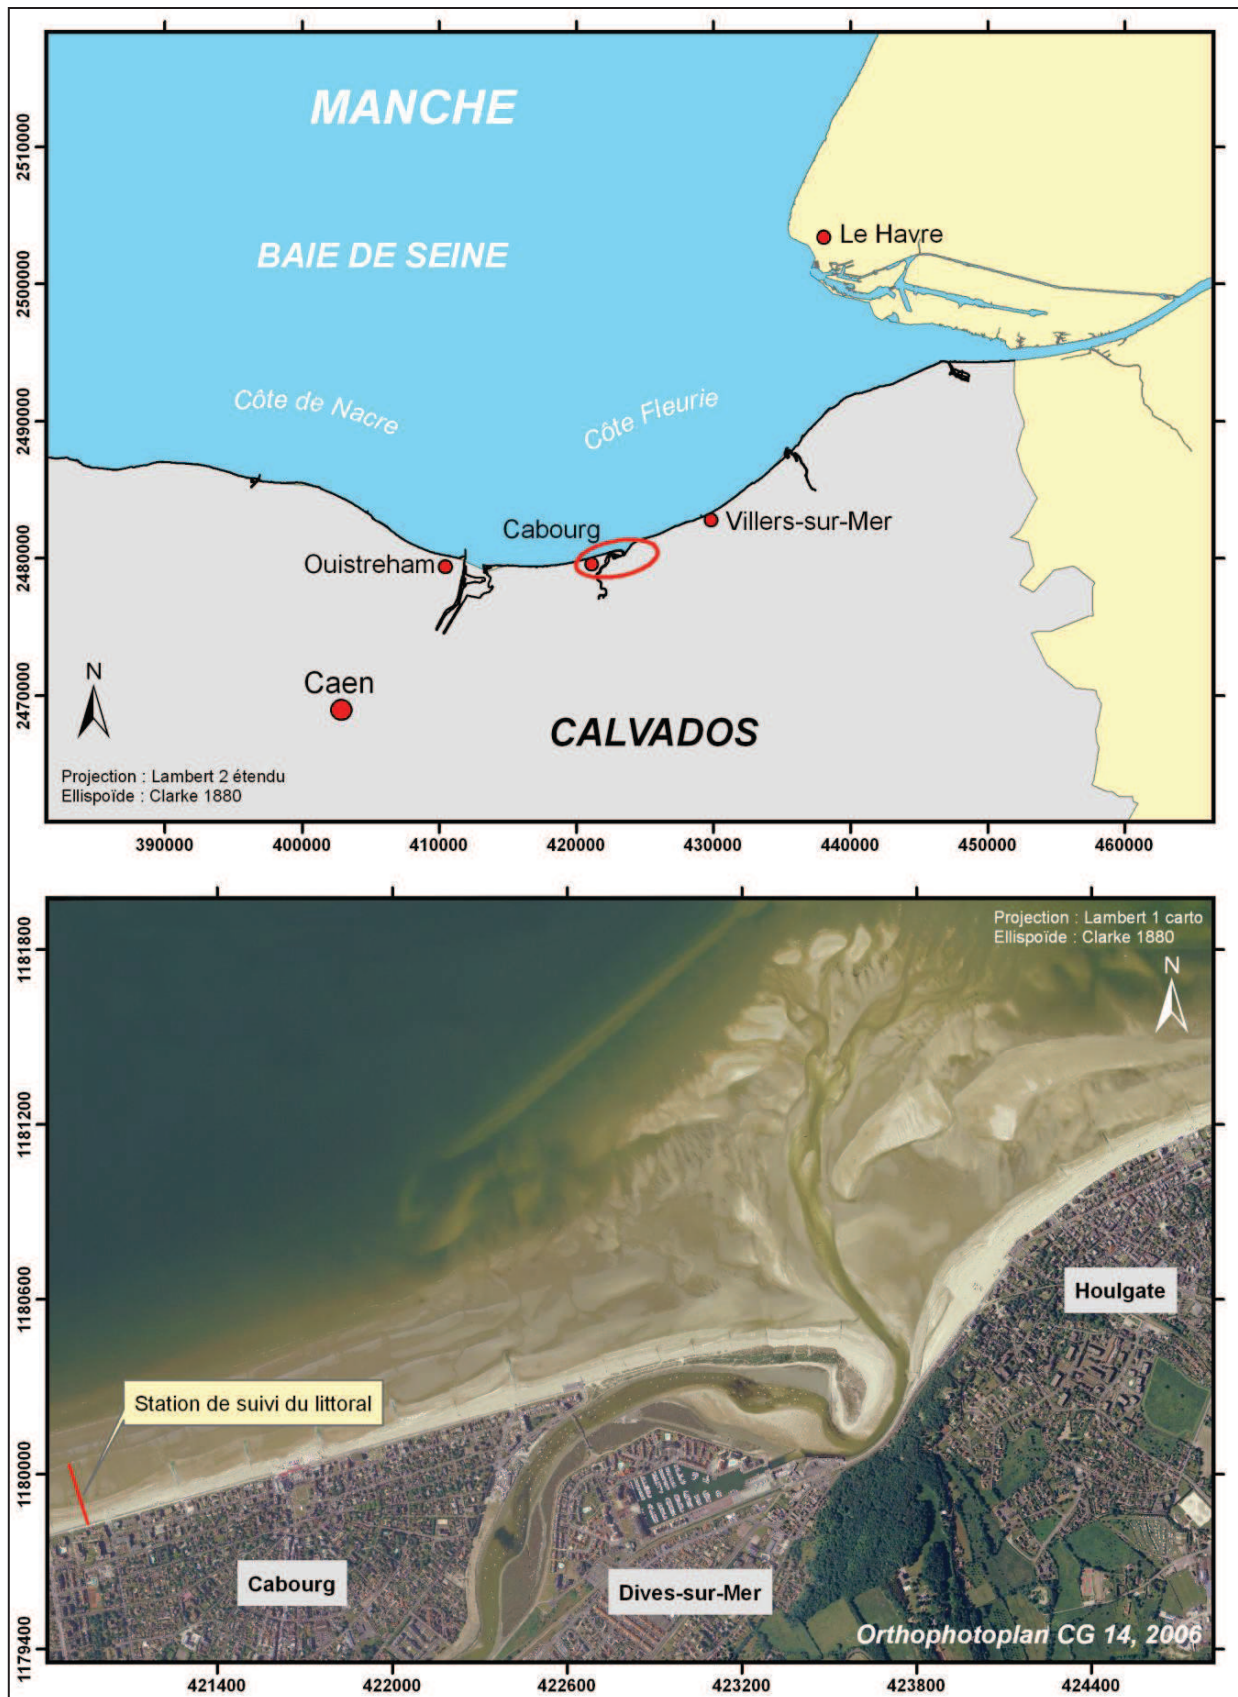 MANCHE
BAIE DE SEINE
Côte de Nacre
Côte Fleurie
Le Havre
Cabourg
Villers-sur-Mer
Ouistreham
N
Caen
CALVADOS
Projection : Lambert 2 étendu
Ellispoïde : Clarke 1880
2510000
2500000
2490000
2480000
2470000
390000
400000
410000
420000
430000
440000
450000
460000
Projection : Lambert 1 carto
Ellispoïde : Clarke 1880
N
Houlgate
Station de suivi du littoral
Cabourg
Dives-sur-Mer
Orthophotoplan CG 14, 2006
1181800
1181200
1180600
1180000
1179400
421400
422000
422600
423200
423800
424400